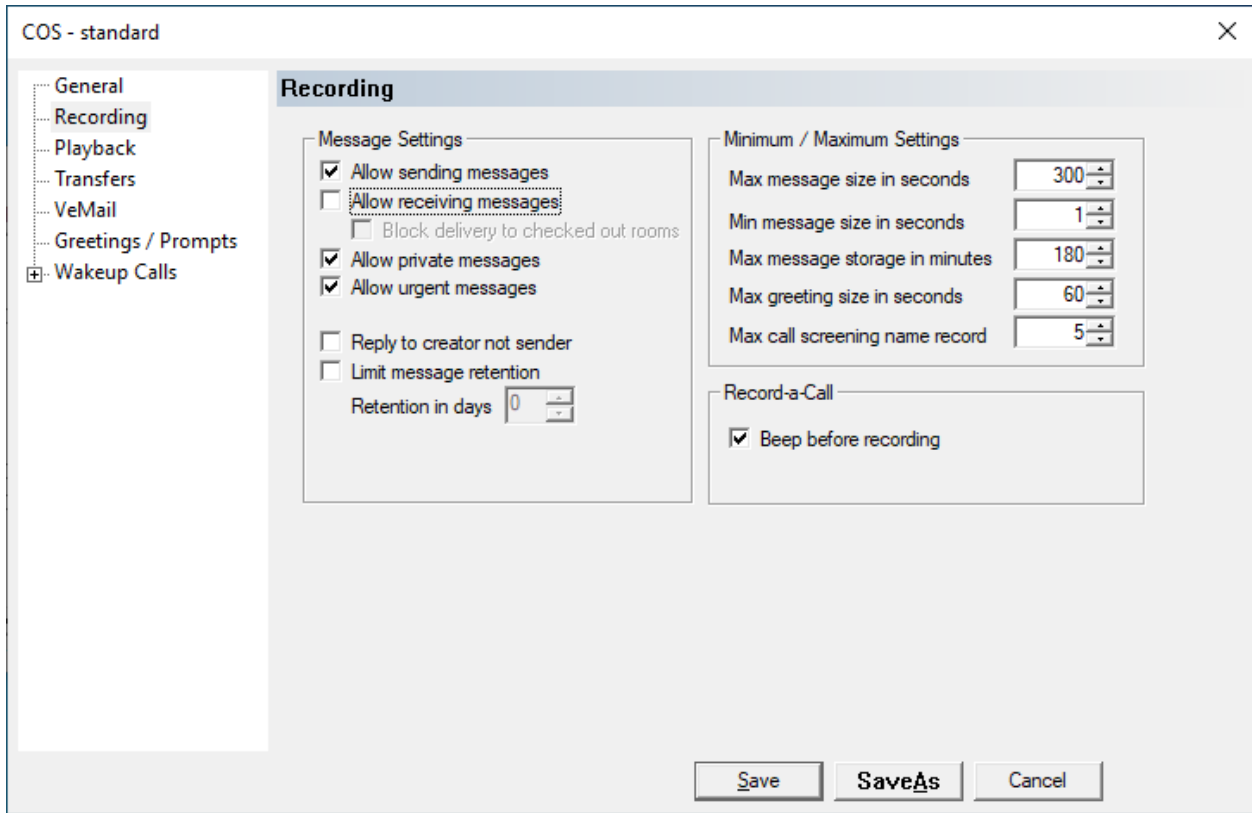 COS - standard
General
Recording
Playback
Transfers
VeMail
Greetings / Prompts
Wakeup Calls
Recording
Message Settings
Allow sending messages
Allow receiving messages
Block delivery to checked out rooms
Allow private messages
Allow urgent messages
Reply to creator not sender
Limit message retention
Retention in days 0
Minimum / Maximum Settings
Max message size in seconds 300
Min message size in seconds 1
Max message storage in minutes 180
Max greeting size in seconds 60
Max call screening name record 5
Record-a-Call
Beep before recording
Save SaveAs Cancel